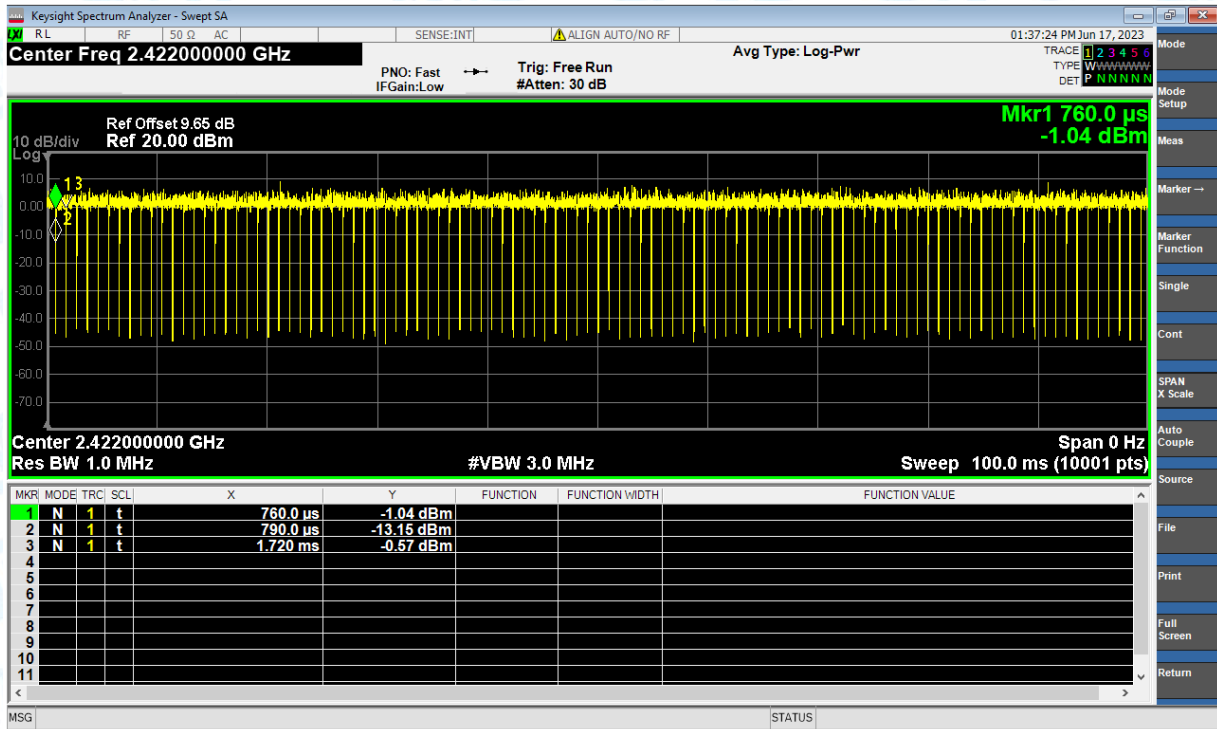 Keysight Spectrum Analyzer - Swept SA
LXI RL RF 50 Ω AC SENSE:INT ALIGN AUTO/NO RF 01:37:24 PM Jun 17, 2023
Center Freq 2.422000000 GHz
PNO: Fast
IFGain:Low
Trig: Free Run
#Atten: 30 dB
Avg Type: Log-Pwr
TRACE 1 2 3 4 5 6
TYPE WWWWWW
DET P N N N N N
Mkr1 760.0 µs
-1.04 dBm
Ref Offset 9.65 dB
10 dB/div Ref 20.00 dBm
Log
10.0
0.00
-10.0
-20.0
-30.0
-40.0
-50.0
-60.0
-70.0
1 3
2
Center 2.422000000 GHz Span 0 Hz
Res BW 1.0 MHz #VBW 3.0 MHz Sweep 100.0 ms (10001 pts)
MKR MODE TRC SCL X Y FUNCTION FUNCTION WIDTH FUNCTION VALUE
1 N 1 t 760.0 µs -1.04 dBm
2 N 1 t 790.0 µs -13.15 dBm
3 N 1 t 1.720 ms -0.57 dBm
4
5
6
7
8
9
10
11
MSG STATUS
Mode
Mode
Setup
Meas
Marker →
Marker
Function
Single
Cont
SPAN
X Scale
Auto
Couple
Source
File
Print
Full
Screen
Return